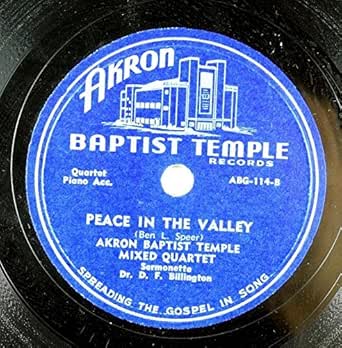 AKRON
BAPTIST TEMPLE
RECORDS
Quartet
Piano Acc.
ABG-114-B
PEACE IN THE VALLEY
(Ben L. Speer)
AKRON BAPTIST TEMPLE
MIXED QUARTET
Sermonette
Dr. D. F. Billington
SPREADING THE GOSPEL IN SONG